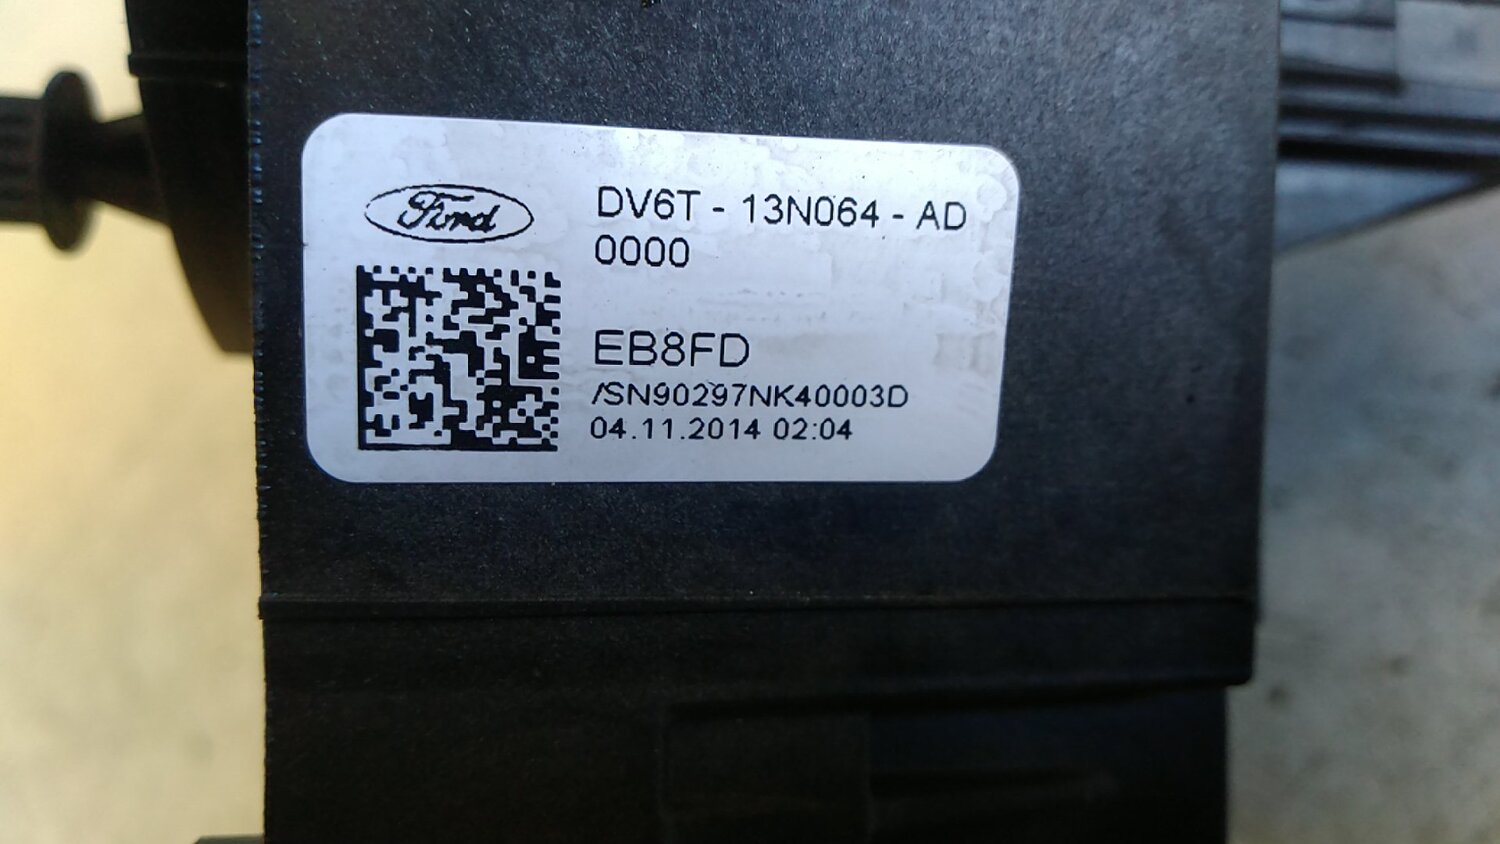 Ford
DV6T - 13N064 - AD
0000
EB8FD
/SN90297NK40003D
04.11.2014 02:04